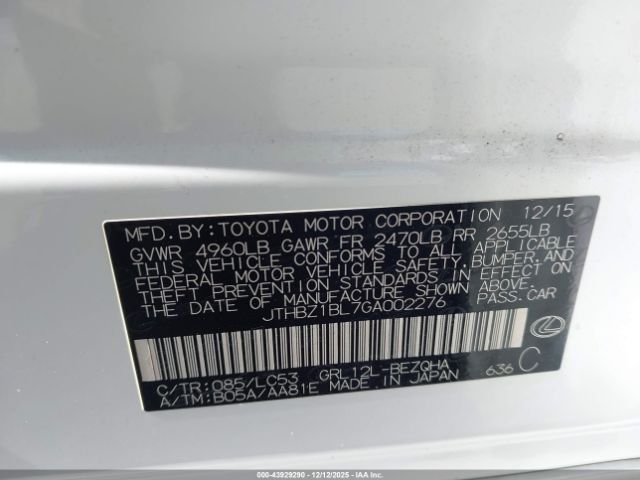 MFD.BY:TOYOTA MOTOR CORPORATION 12/15
GVWR 4960LB GAWR FR 2470LB RR 2655LB
THIS VEHICLE CONFORMS TO ALL APPLICABLE
FEDERAL MOTOR VEHICLE SAFETY, BUMPER, AND
THEFT PREVENTION STANDARDS IN EFFECT ON
THE DATE OF MANUFACTURE SHOWN ABOVE.
JTHBZ1BL7GA002276 PASS.CAR
C/TR:085/LC53 GRL12L-BEZQHA
A/TM:B05A/AA81E MADE IN JAPAN 636 C
000-43929290 - 12/12/2025 - IAAI.COM